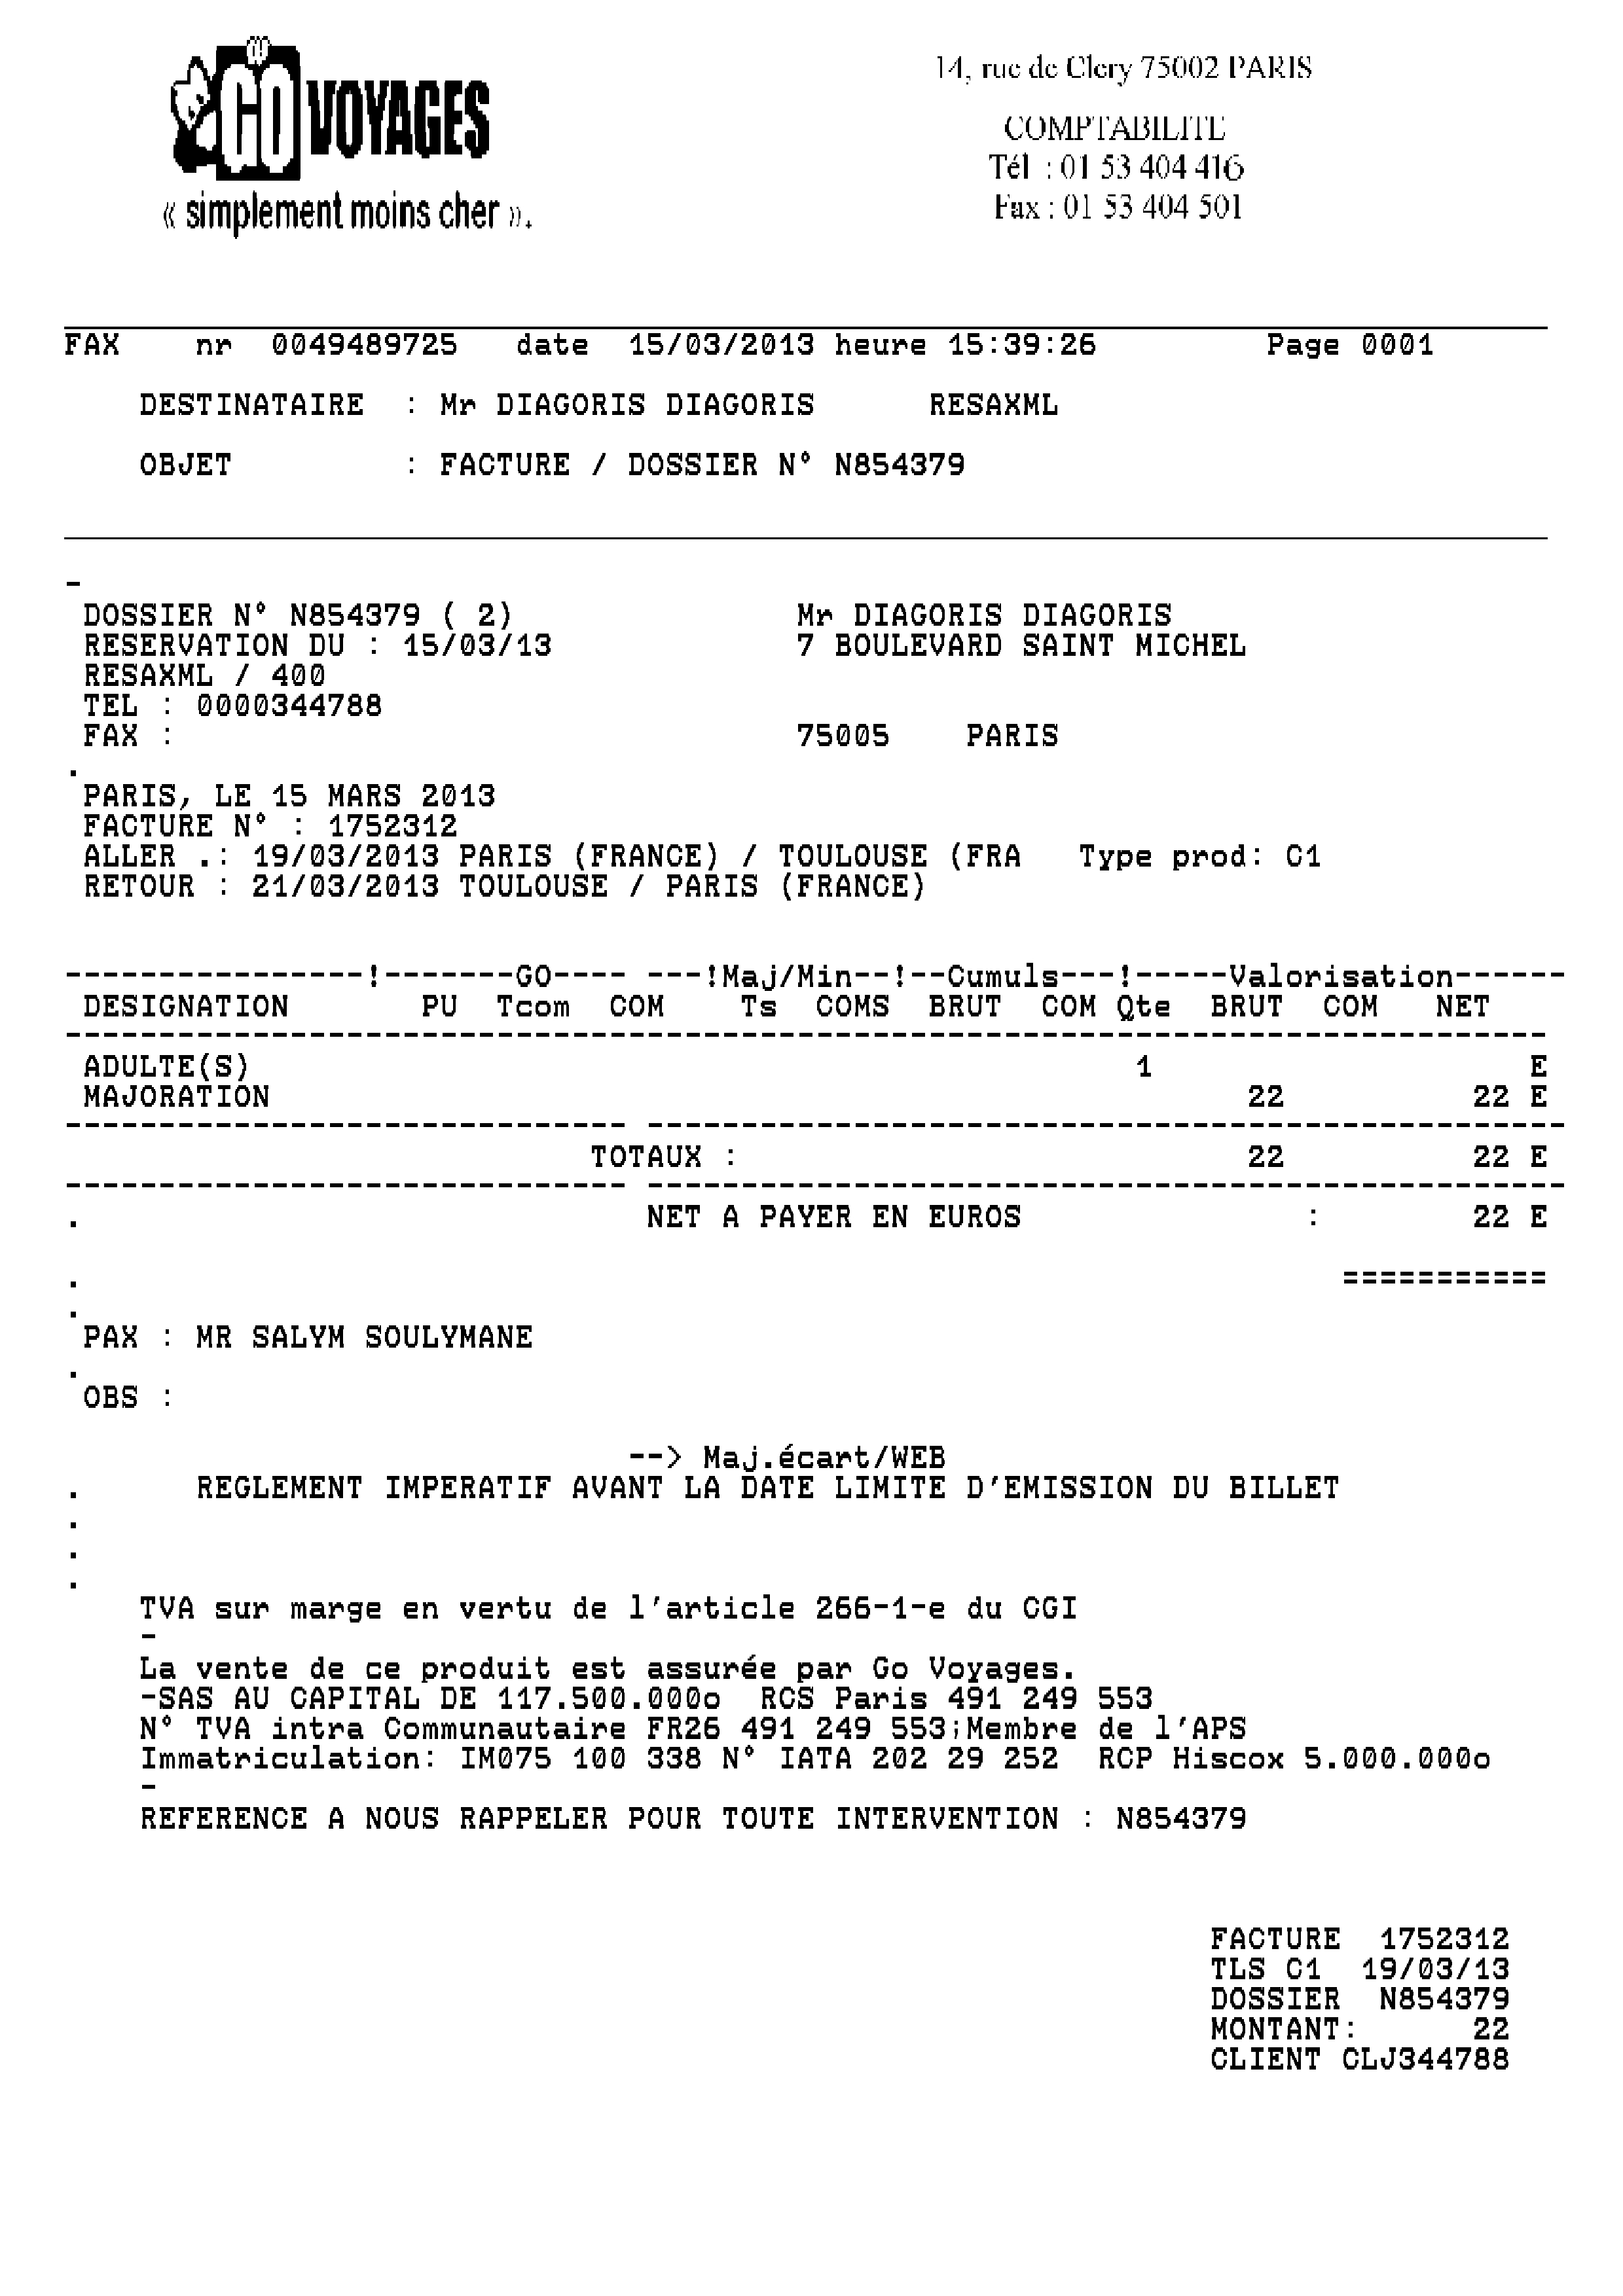 GO VOYAGES
« simplement moins cher ».
14, rue de Clery 75002 PARIS
COMPTABILITE
Tél : 01 53 404 416
Fax : 01 53 404 501
FAX nr 0049489725 date 15/03/2013 heure 15:39:26 Page 0001
DESTINATAIRE : Mr DIAGORIS DIAGORIS RESAXML
OBJET : FACTURE / DOSSIER N° N854379
-
DOSSIER N° N854379 ( 2) Mr DIAGORIS DIAGORIS
RESERVATION DU : 15/03/13 7 BOULEVARD SAINT MICHEL
RESAXML / 400
TEL : 0000344788
FAX : 75005 PARIS
.
PARIS, LE 15 MARS 2013
FACTURE N° : 1752312
ALLER .: 19/03/2013 PARIS (FRANCE) / TOULOUSE (FRA Type prod: C1
RETOUR : 21/03/2013 TOULOUSE / PARIS (FRANCE)
----------------!-------GO---- ---!Maj/Min--!--Cumuls---!-----Valorisation------
DESIGNATION PU Tcom COM Ts COMS BRUT COM Qte BRUT COM NET
-------------------------------------------------------------------------------
ADULTE(S) 1 E
MAJORATION 22 22 E
------------------------------ -------------------------------------------------
TOTAUX : 22 22 E
------------------------------ -------------------------------------------------
. NET A PAYER EN EUROS : 22 E
. ===========
.
PAX : MR SALYM SOULYMANE
.
OBS :
--> Maj.écart/WEB
. REGLEMENT IMPERATIF AVANT LA DATE LIMITE D'EMISSION DU BILLET
.
.
.
TVA sur marge en vertu de l'article 266-1-e du CGI
-
La vente de ce produit est assurée par Go Voyages.
-SAS AU CAPITAL DE 117.500.000o RCS Paris 491 249 553
N° TVA intra Communautaire FR26 491 249 553;Membre de l'APS
Immatriculation: IM075 100 338 N° IATA 202 29 252 RCP Hiscox 5.000.000o
-
REFERENCE A NOUS RAPPELER POUR TOUTE INTERVENTION : N854379
FACTURE 1752312
TLS C1 19/03/13
DOSSIER N854379
MONTANT: 22
CLIENT CLJ344788